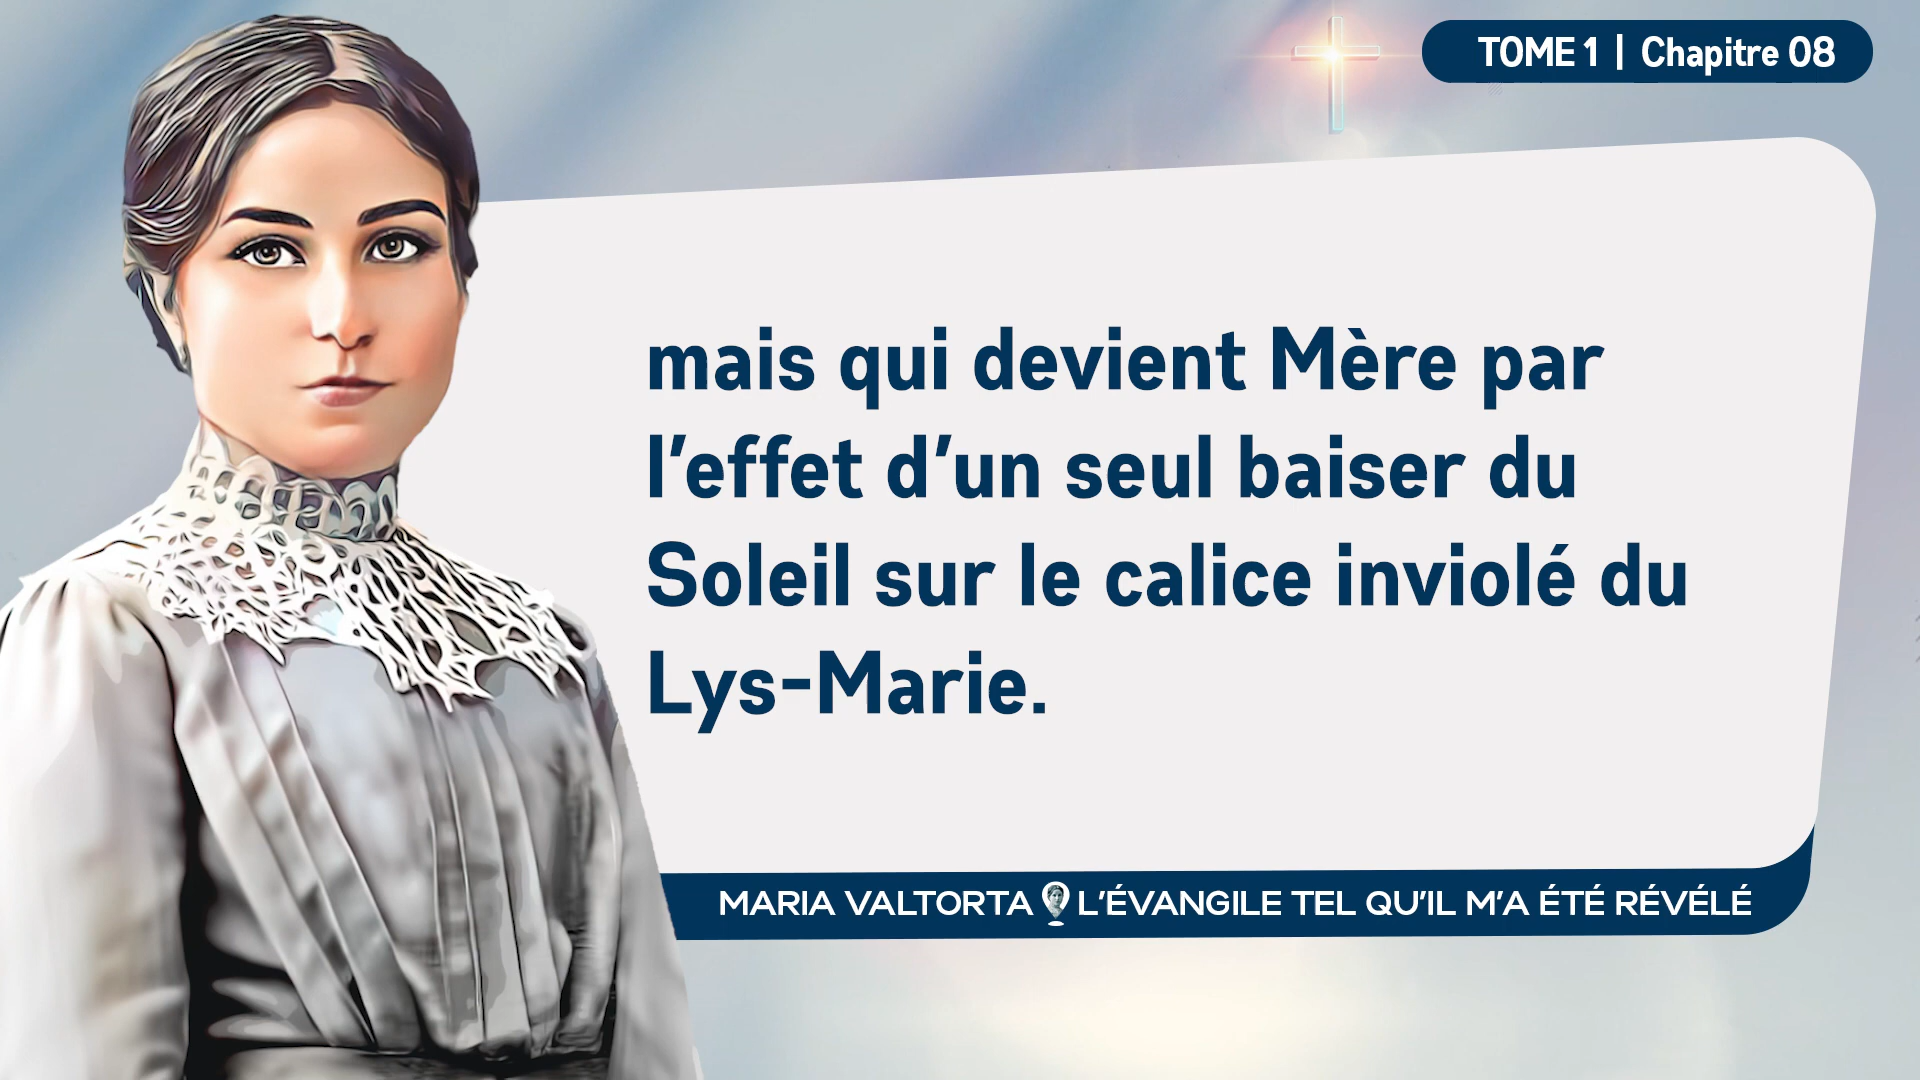 TOME 1 | Chapitre 08
mais qui devient Mère par
l’effet d’un seul baiser du
Soleil sur le calice inviolé du
Lys-Marie.
MARIA VALTORTA L’ÉVANGILE TEL QU’IL M’A ÉTÉ RÉVÉLÉ